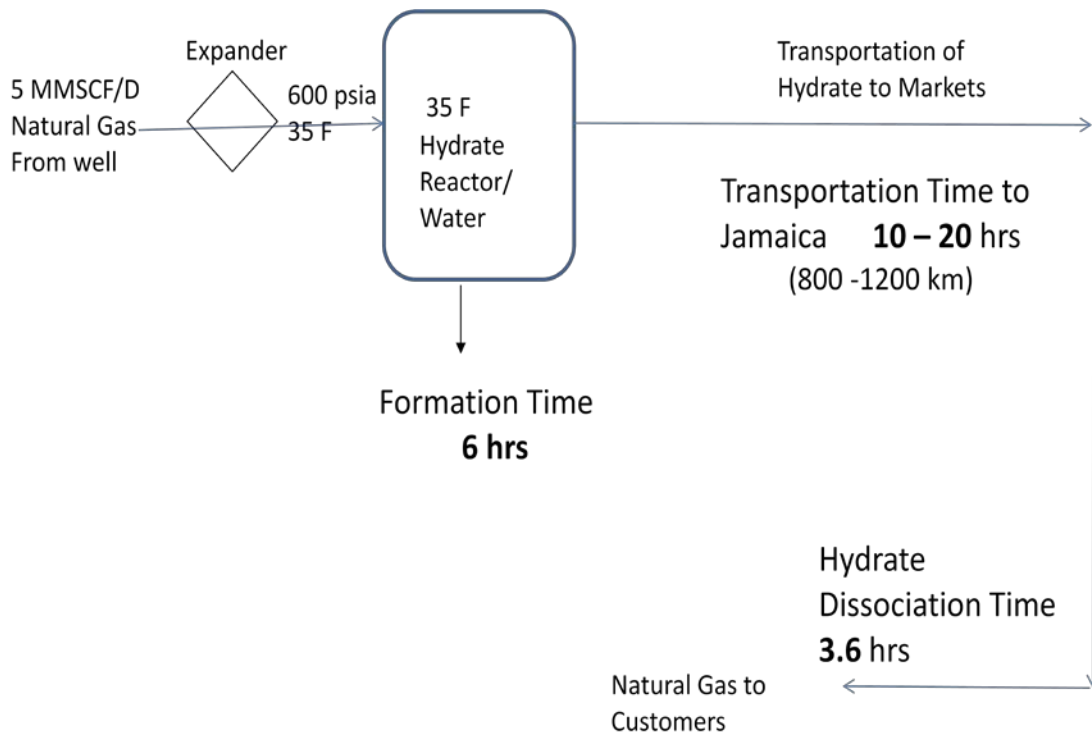 Expander
5 MMSCF/D
Natural Gas
From well
600 psia
35 F
35 F
Hydrate
Reactor/
Water
Transportation of
Hydrate to Markets
Transportation Time to
Jamaica 10 – 20 hrs
(800 -1200 km)
Formation Time
6 hrs
Hydrate
Dissociation Time
3.6 hrs
Natural Gas to
Customers